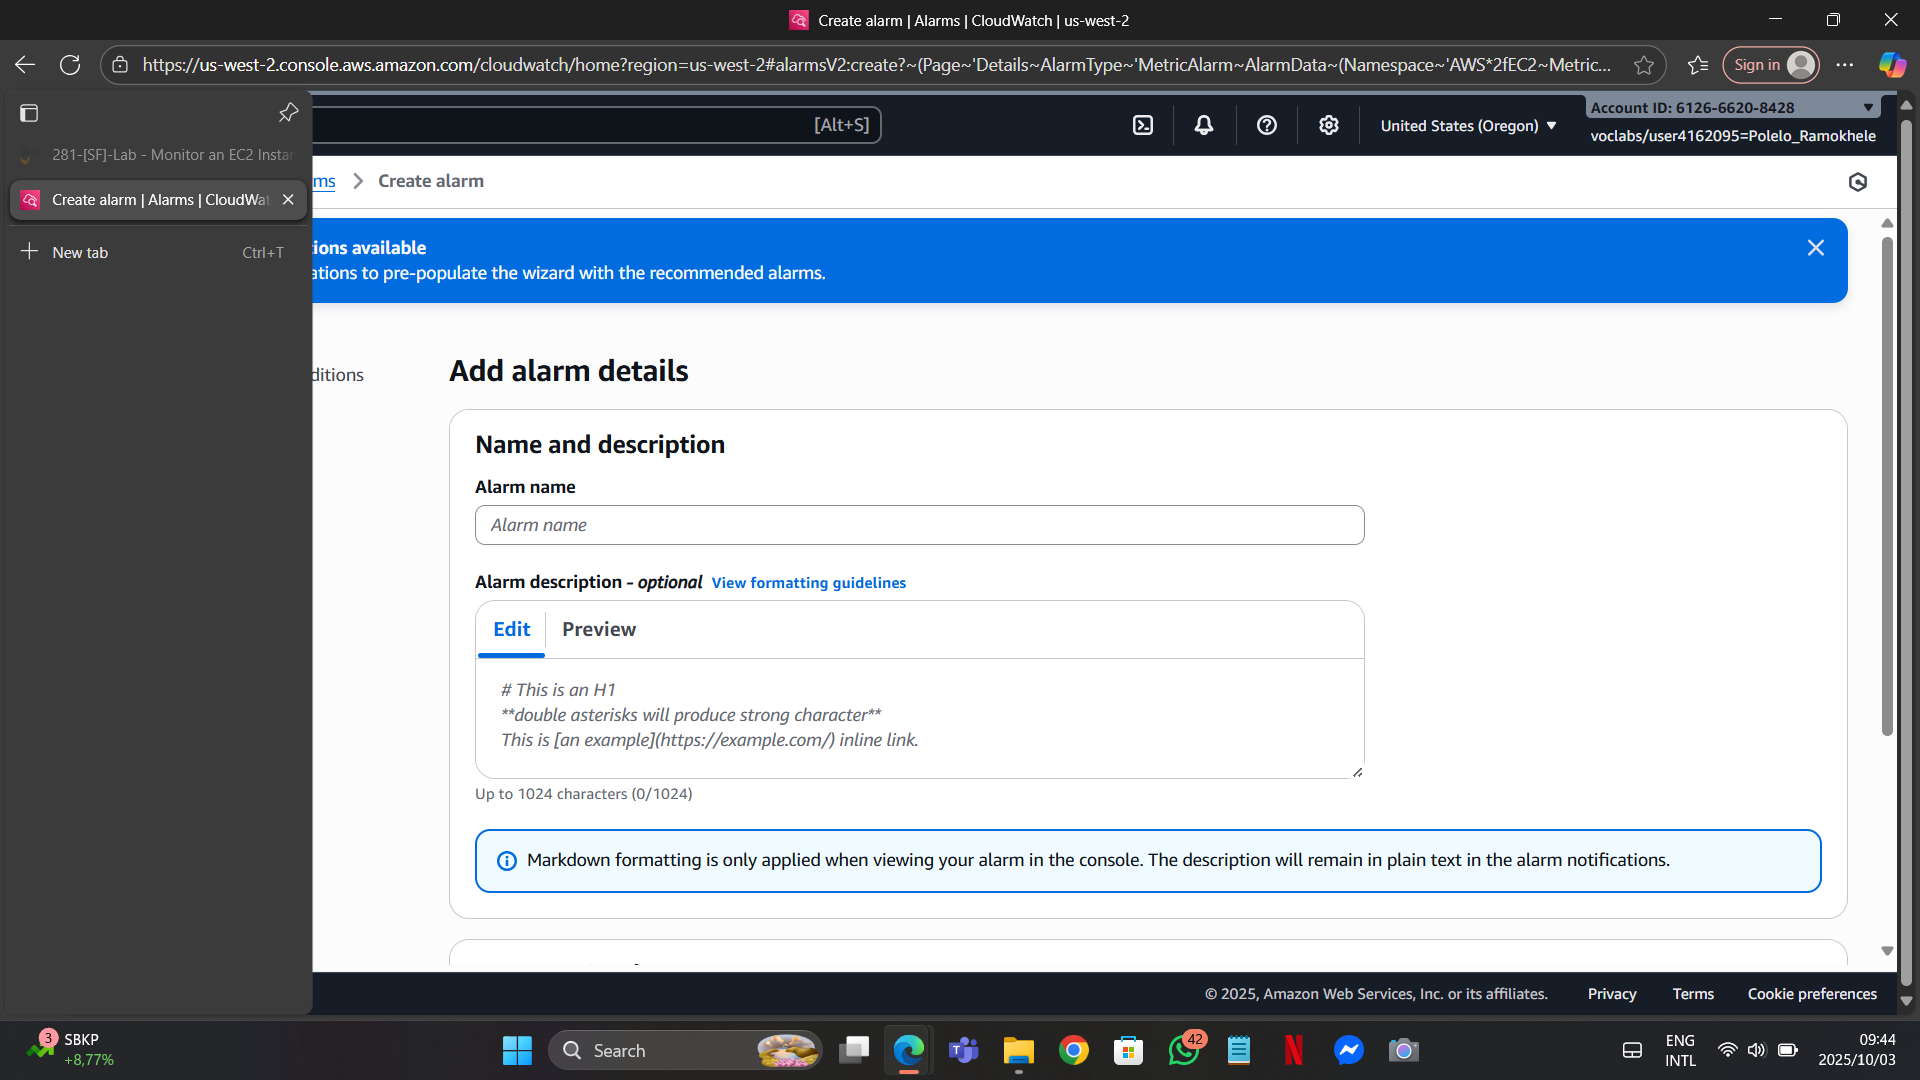 Create alarm | Alarms | CloudWatch | us-west-2
https://us-west-2.console.aws.amazon.com/cloudwatch/home?region=us-west-2#alarmsV2:create?~(Page~'Details~AlarmType~'MetricAlarm~AlarmData~(Namespace~'AWS*2fEC2~Metric...
Sign in
281-[SF]-Lab - Monitor an EC2 Instan
Create alarm | Alarms | CloudWat
New tab
Ctrl+T
[Alt+S]
United States (Oregon)
Account ID: 6126-6620-8428
voclabs/user4162095=Polelo_Ramokhele
ms
Create alarm
ions available
ations to pre-populate the wizard with the recommended alarms.
ditions
Add alarm details
Name and description
Alarm name
Alarm name
Alarm description - optional View formatting guidelines
Edit
Preview
# This is an H1
**double asterisks will produce strong character**
This is [an example](https://example.com/) inline link.
Up to 1024 characters (0/1024)
Markdown formatting is only applied when viewing your alarm in the console. The description will remain in plain text in the alarm notifications.
© 2025, Amazon Web Services, Inc. or its affiliates.
Privacy
Terms
Cookie preferences
3
SBKP
+8,77%
Search
42
ENG
INTL
09:44
2025/10/03